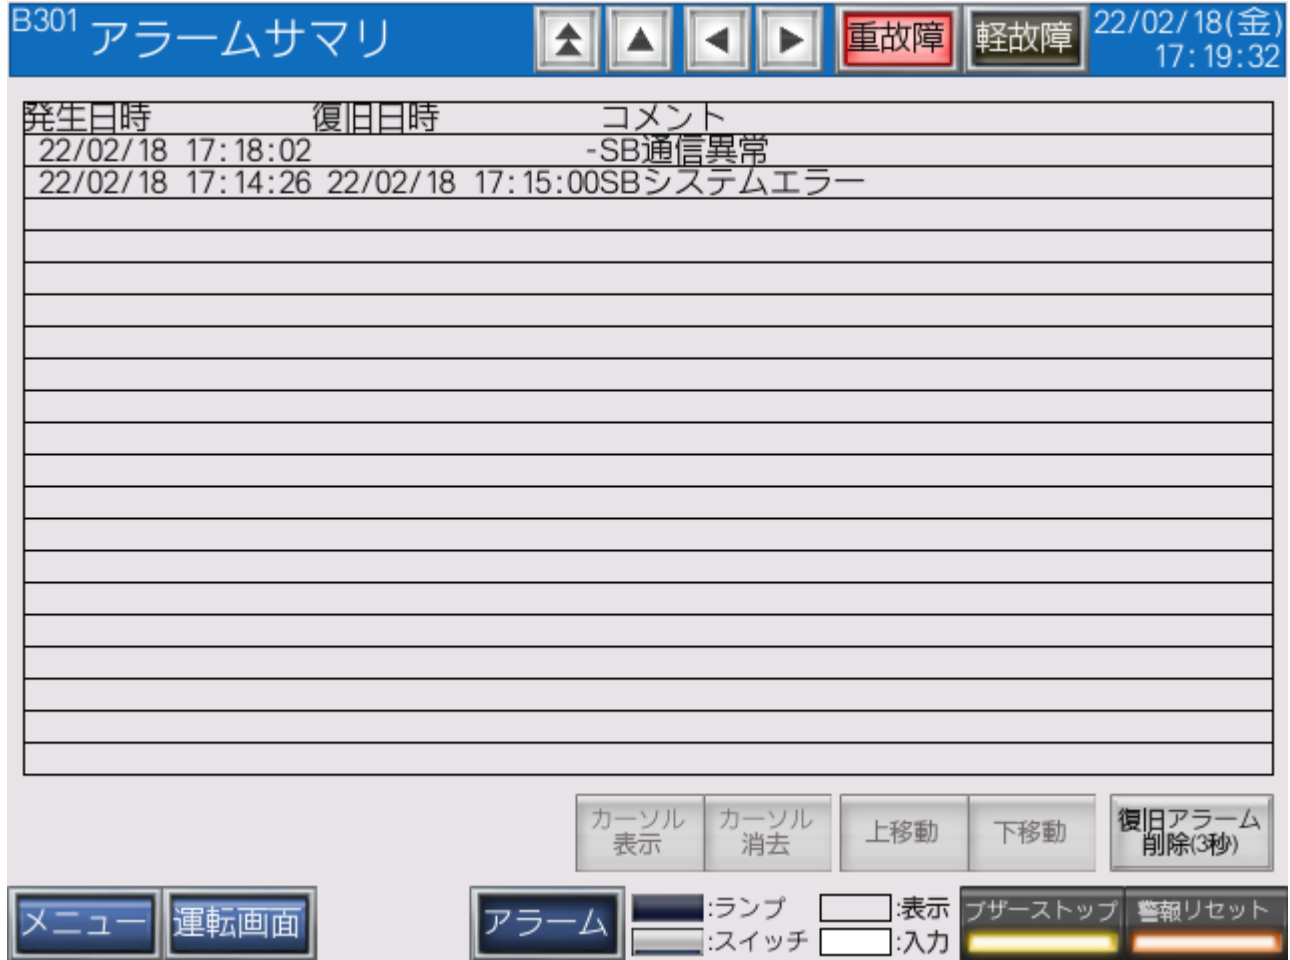 B301 アラームサマリ 重故障 軽故障 22/02/18(金)
17:19:32
発生日時 復旧日時 コメント
22/02/18 17:18:02 -SB通信異常
22/02/18 17:14:26 22/02/18 17:15:00SBシステムエラー
カーソル
表示
カーソル
消去
上移動
下移動
復旧アラーム
削除(3秒)
メニュー
運転画面
アラーム
:ランプ
:スイッチ
:表示
:入力
ブザーストップ
警報リセット